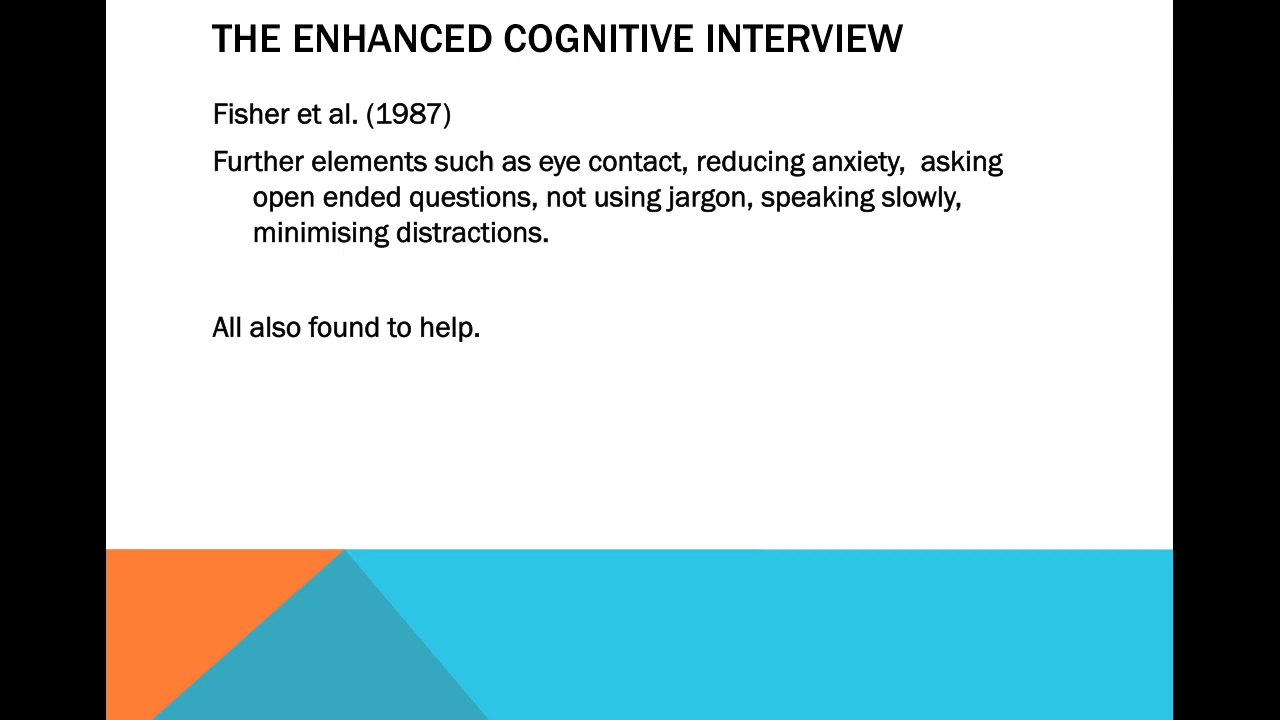 THE ENHANCED COGNITIVE INTERVIEW
Fisher et al. (1987)
Further elements such as eye contact, reducing anxiety,  asking
open ended questions, not using jargon, speaking slowly,
minimising distractions.
All also found to help.